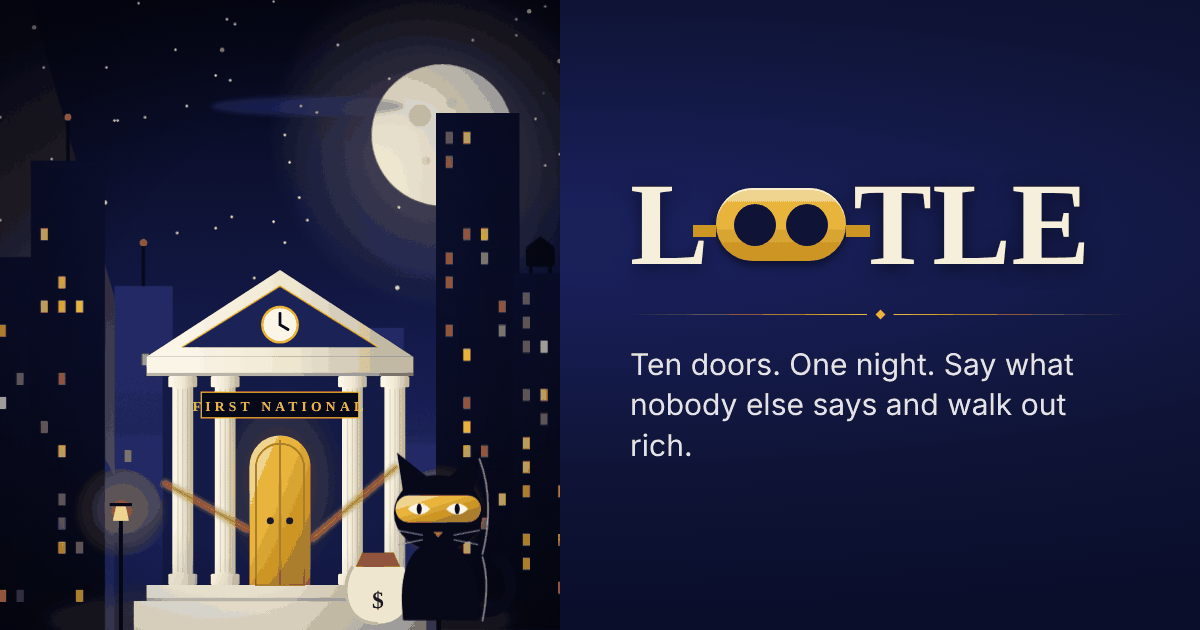 FIRST NATIONAL
$
LOOTLE
Ten doors. One night. Say what
nobody else says and walk out
rich.